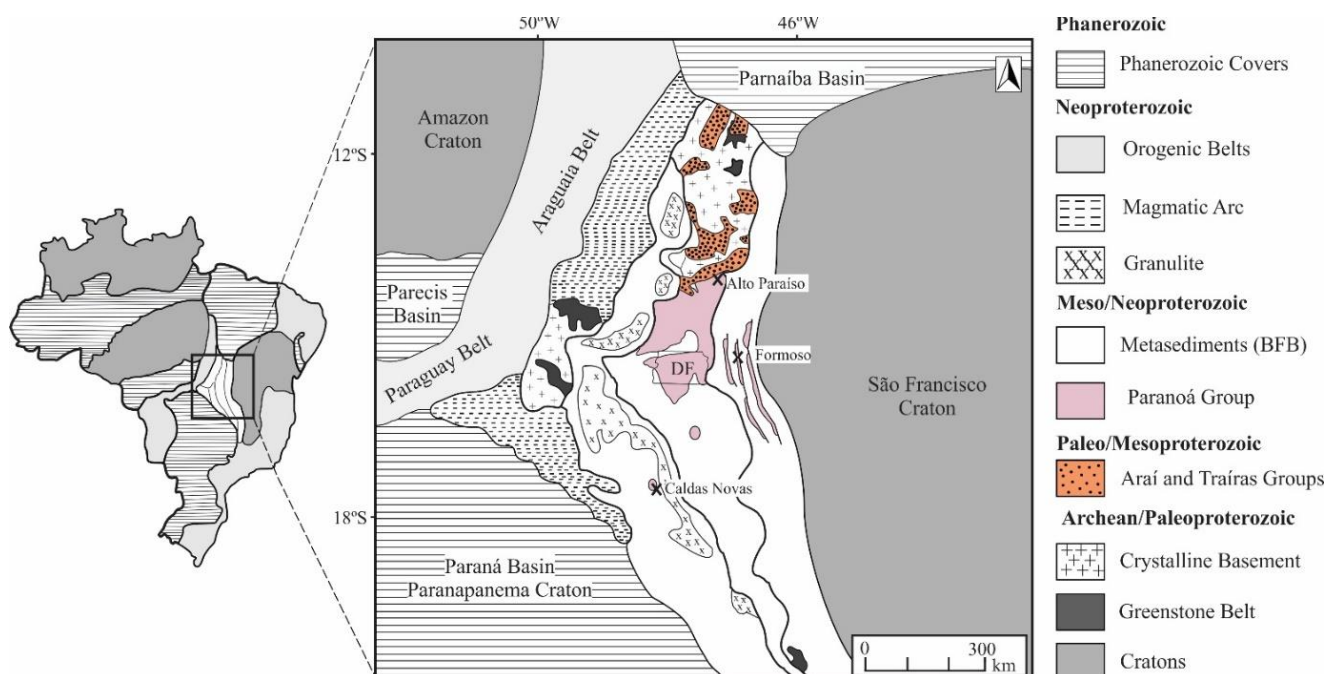 50°W
46°W
12°S
18°S
Amazon
Craton
Araguaia Belt
Parnaíba Basin
Parecis
Basin
Paraguay Belt
Alto Paraíso
Formoso
DF
São Francisco
Craton
Caldas Novas
Paraná Basin
Paranapanema Craton
0 300
km
Phanerozoic
Phanerozoic Covers
Neoproterozoic
Orogenic Belts
Magmatic Arc
Granulite
Meso/Neoproterozoic
Metasediments (BFB)
Paranoá Group
Paleo/Mesoproterozoic
Araí and Traíras Groups
Archean/Paleoproterozoic
Crystalline Basement
Greenstone Belt
Cratons